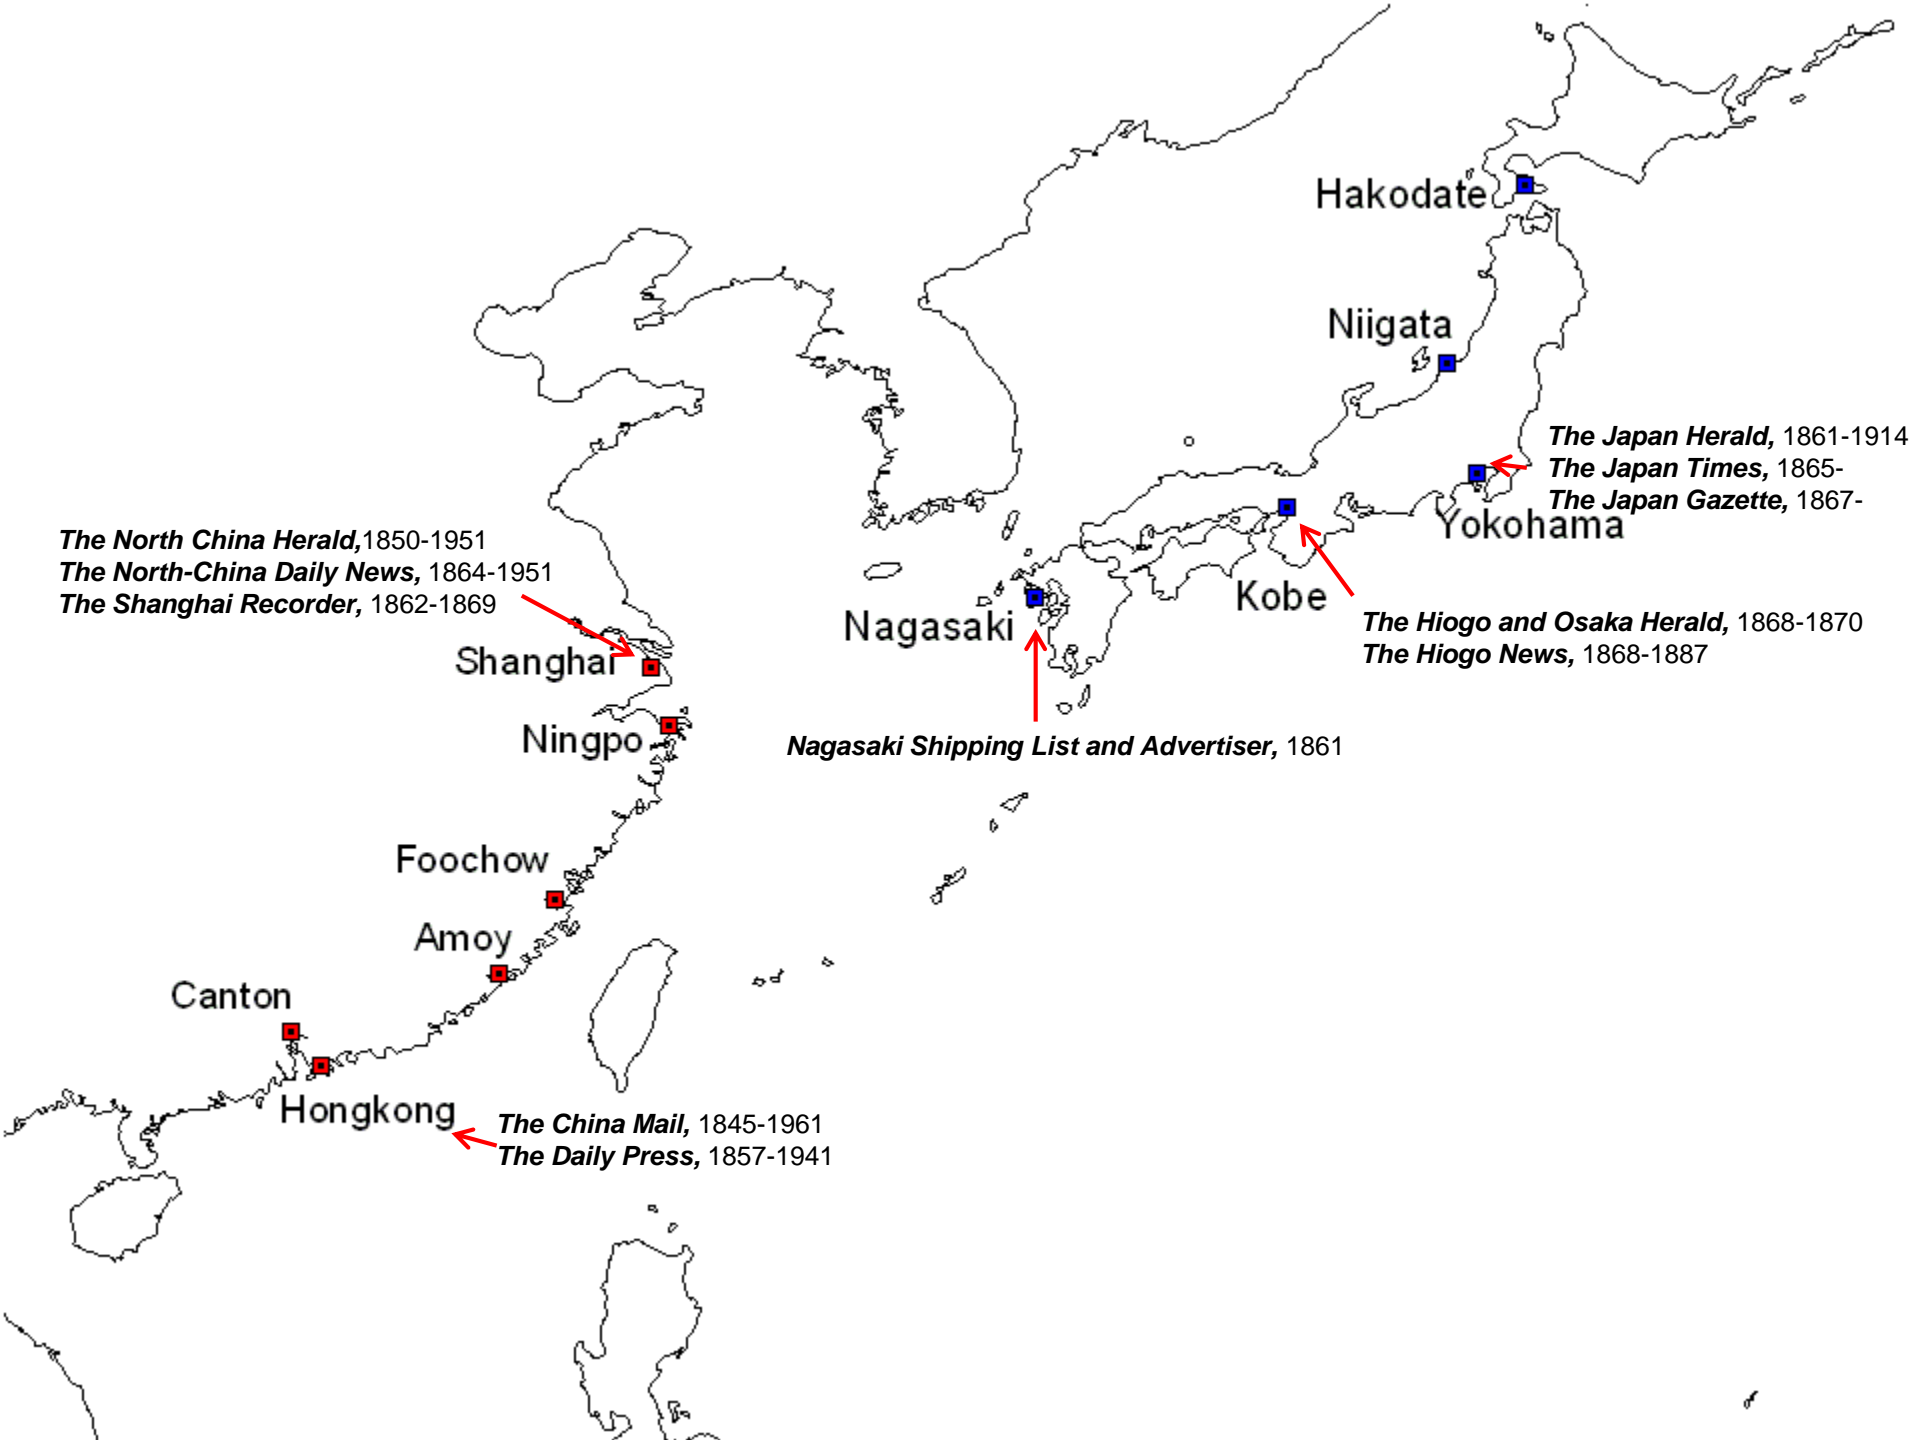 Hakodate
Niigata
The Japan Herald, 1861-1914
The Japan Times, 1865-
The Japan Gazette, 1867-
Yokohama
The North China Herald,1850-1951
The North-China Daily News, 1864-1951
The Shanghai Recorder, 1862-1869
Kobe
Nagasaki
The Hiogo and Osaka Herald, 1868-1870
The Hiogo News, 1868-1887
Shanghai
Ningpo
Nagasaki Shipping List and Advertiser, 1861
Foochow
Amoy
Canton
Hongkong
The China Mail, 1845-1961
The Daily Press, 1857-1941